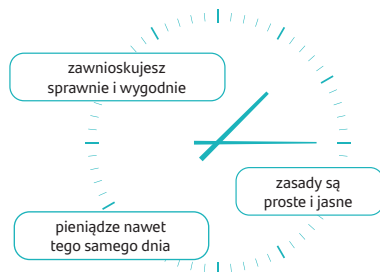 zawnioskujesz
sprawnie i wygodnie
zasady są
proste i jasne
pieniądze nawet
tego samego dnia